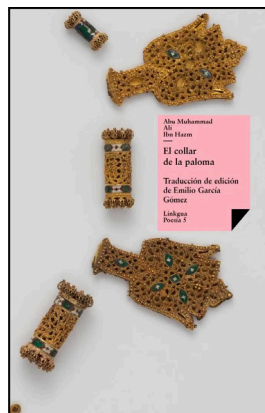 Abu Muhammad
Ali
Ibn Hazm
El collar
de la paloma
Traducción de edición
de Emilio García
Gómez
Linkgua
Poesía 5